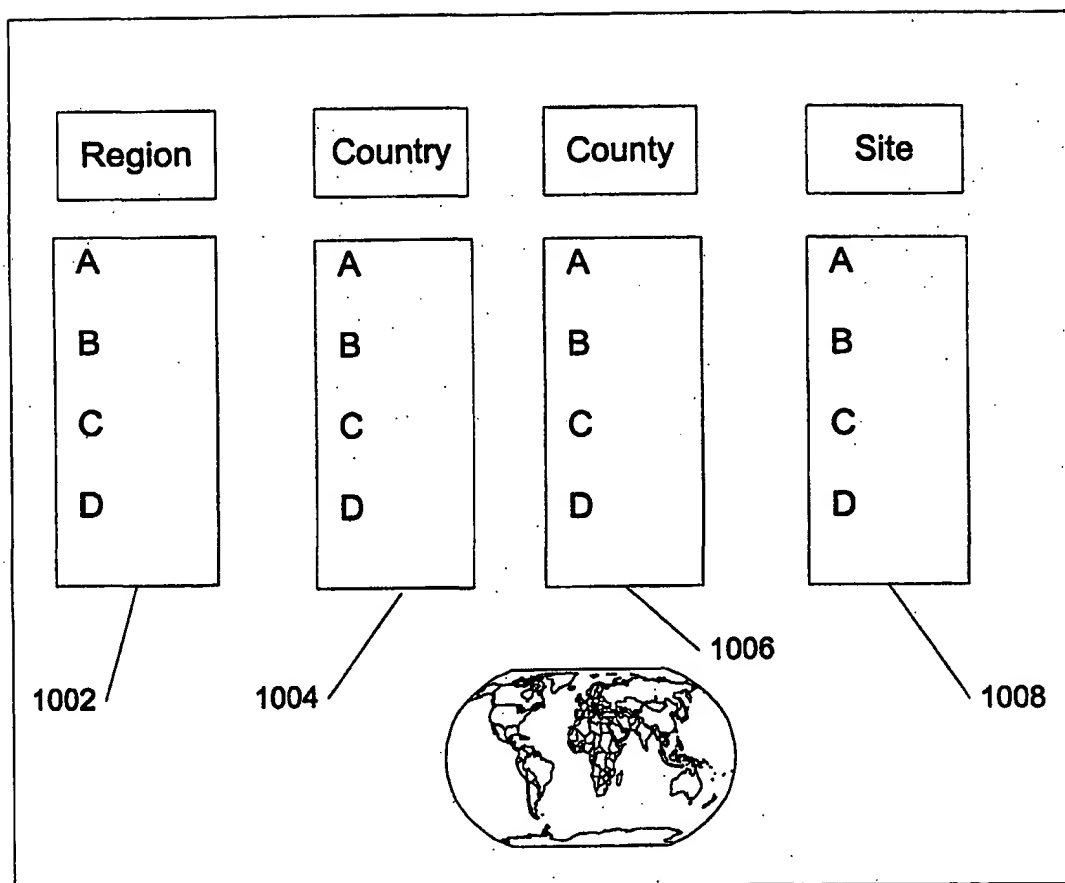 Region Country County Site
A A A A
B B B B
C C C C
D D D D
1006
1002 1004 1008